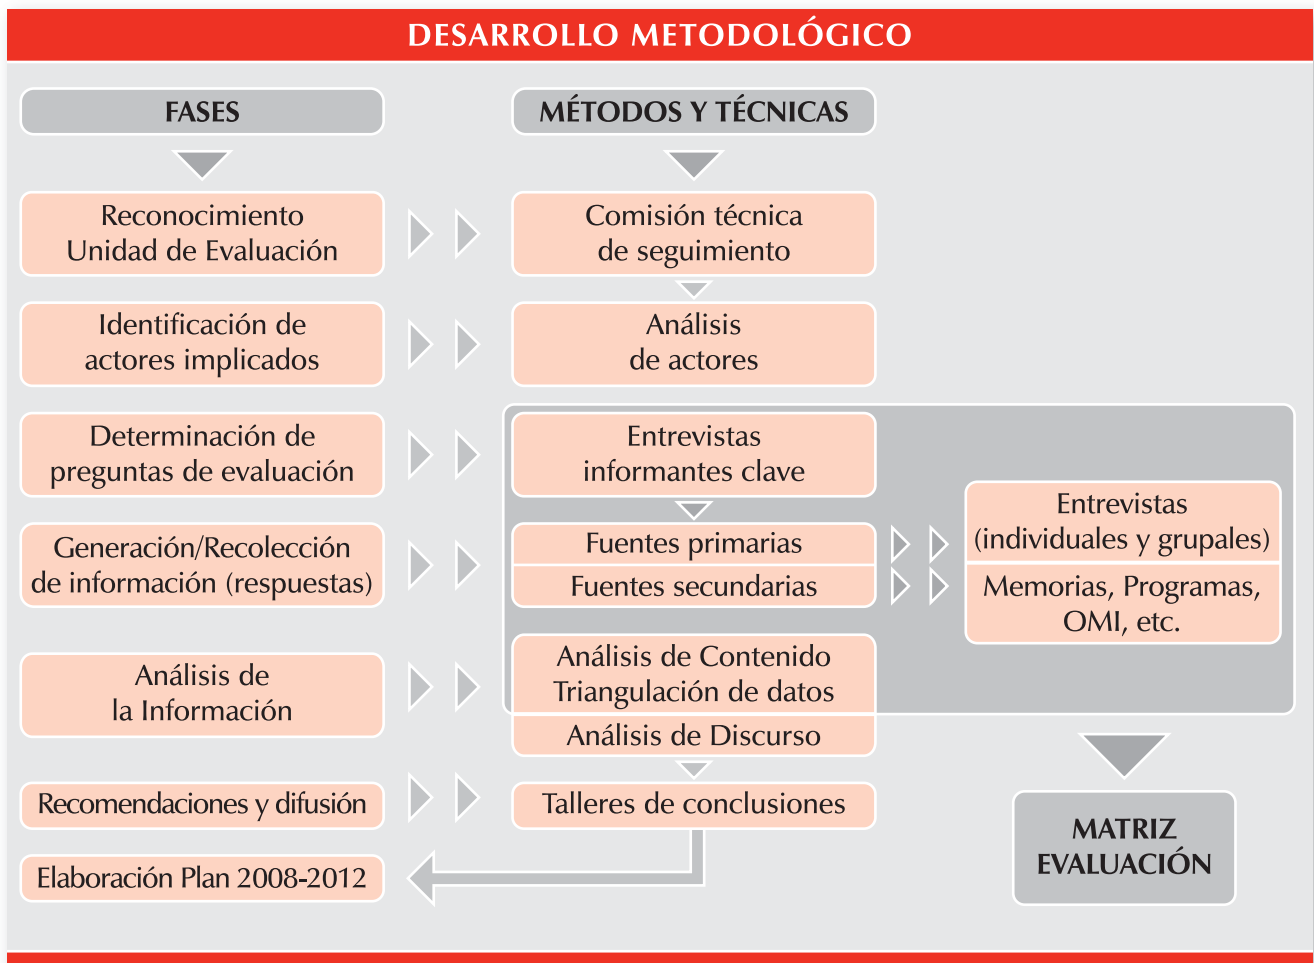 DESARROLLO METODOLÓGICO
FASES
MÉTODOS Y TÉCNICAS
Reconocimiento
Unidad de Evaluación
Comisión técnica
de seguimiento
Identificación de
actores implicados
Análisis
de actores
Determinación de
preguntas de evaluación
Entrevistas
informantes clave
Generación/Recolección
de información (respuestas)
Fuentes primarias
Fuentes secundarias
Entrevistas
(individuales y grupales)
Memorias, Programas,
OMI, etc.
Análisis de
la Información
Análisis de Contenido
Triangulación de datos
Análisis de Discurso
Recomendaciones y difusión
Talleres de conclusiones
MATRIZ
EVALUACIÓN
Elaboración Plan 2008-2012